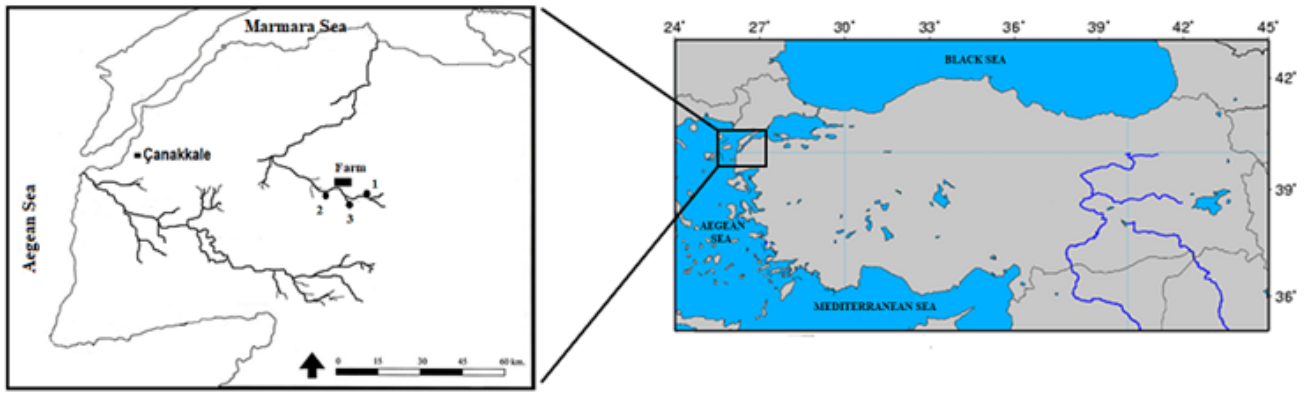 Marmara Sea
Çanakkale
Farm
1
2
3
Aegean Sea
0 15 30 45 60 km.
24° 27° 30° 33° 36° 39° 42° 45°
BLACK SEA
42°
39°
AEGEAN
SEA
36°
MEDITERRANEAN SEA